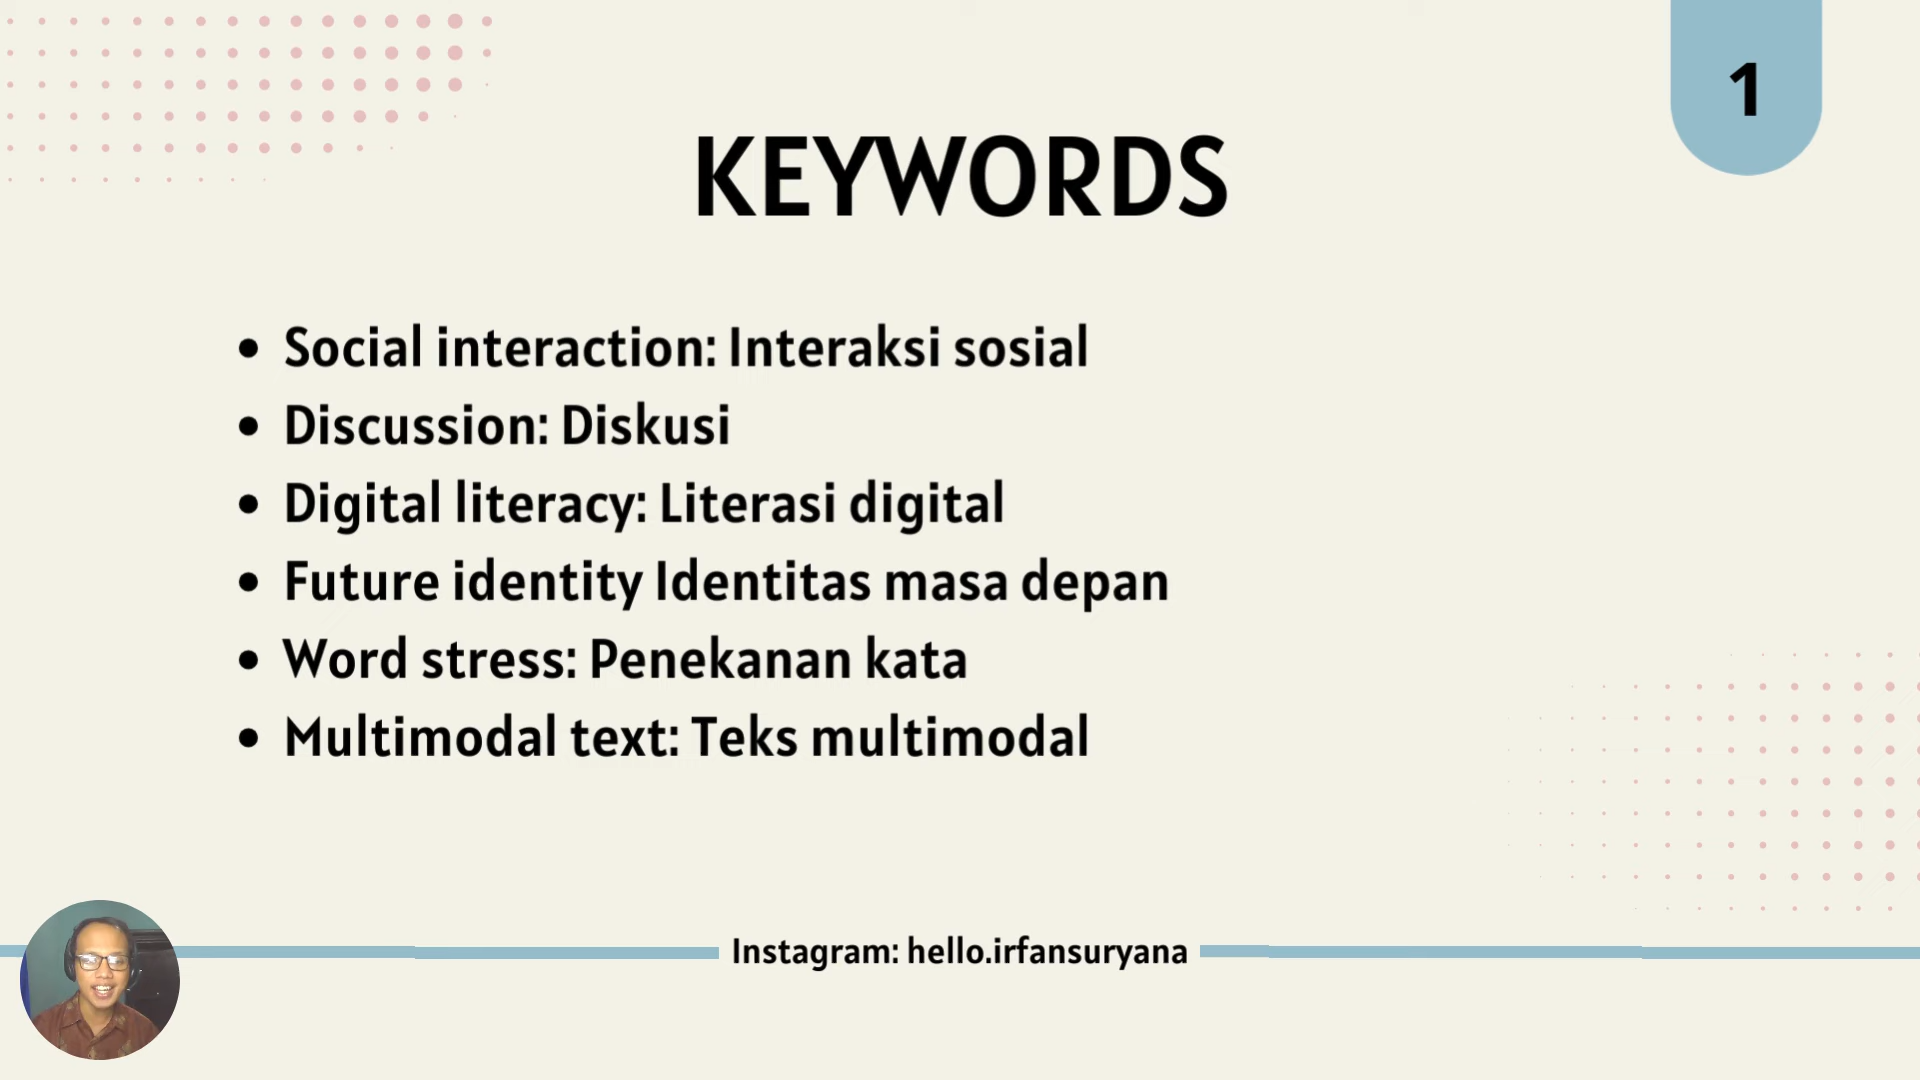 1
KEYWORDS
• Social interaction: Interaksi sosial
• Discussion: Diskusi
• Digital literacy: Literasi digital
• Future identity Identitas masa depan
• Word stress: Penekanan kata
• Multimodal text: Teks multimodal
Instagram: hello.irfansuryana